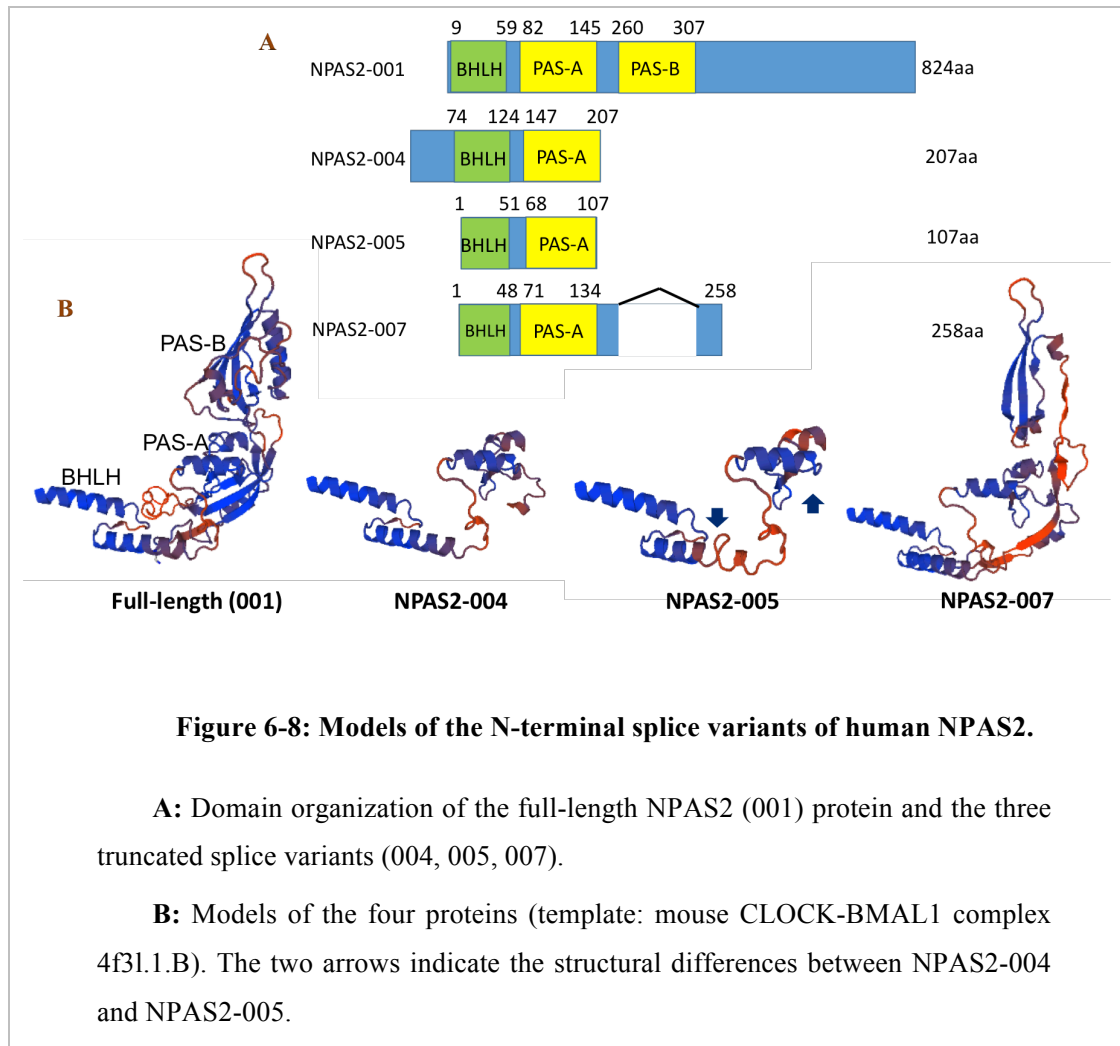 A
9 59 82 145 260 307
NPAS2-001 BHLH PAS-A PAS-B 824aa
74 124 147 207
NPAS2-004 BHLH PAS-A 207aa
1 51 68 107
NPAS2-005 BHLH PAS-A 107aa
B
1 48 71 134 258
NPAS2-007 BHLH PAS-A 258aa
PAS-B
PAS-A
BHLH
Full-length (001) NPAS2-004 NPAS2-005 NPAS2-007
Figure 6-8: Models of the N-terminal splice variants of human NPAS2.
A: Domain organization of the full-length NPAS2 (001) protein and the three
truncated splice variants (004, 005, 007).
B: Models of the four proteins (template: mouse CLOCK-BMAL1 complex
4f3l.1.B). The two arrows indicate the structural differences between NPAS2-004
and NPAS2-005.